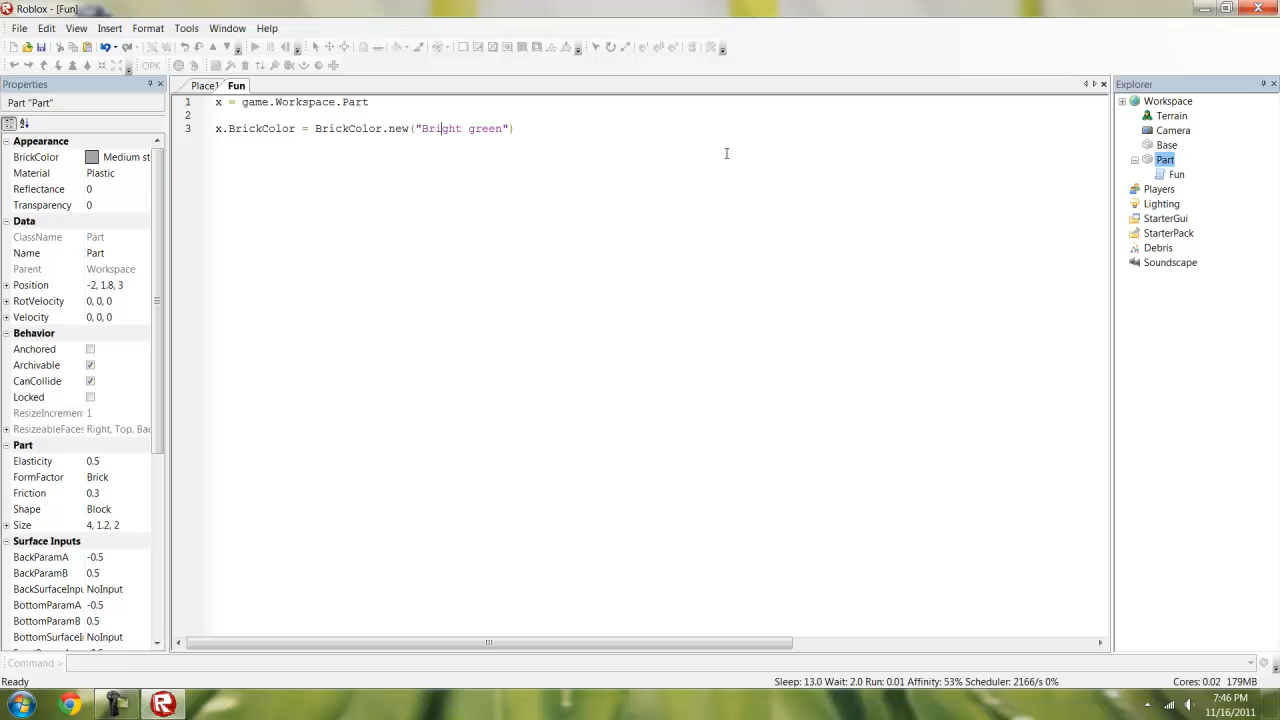 Roblox - [Fun]
File Edit View Insert Format Tools Window Help
OPK
Properties
Part "Part"
Appearance
BrickColor Medium st
Material Plastic
Reflectance 0
Transparency 0
Data
ClassName Part
Name Part
Parent Workspace
Position -2, 1.8, 3
RotVelocity 0, 0, 0
Velocity 0, 0, 0
Behavior
Anchored
Archivable
CanCollide
Locked
ResizeIncremen 1
ResizeableFaces Right, Top, Bac
Part
Elasticity 0.5
FormFactor Brick
Friction 0.3
Shape Block
Size 4, 1.2, 2
Surface Inputs
BackParamA -0.5
BackParamB 0.5
BackSurfaceInpu NoInput
BottomParamA -0.5
BottomParamB 0.5
BottomSurfaceI NoInput
Place1 Fun
1 x = game.Workspace.Part
2
3 x.BrickColor = BrickColor.new("Bright green")
Explorer
Workspace
Terrain
Camera
Base
Part
Fun
Players
Lighting
StarterGui
StarterPack
Debris
Soundscape
Command >
Ready
Sleep: 13.0 Wait: 2.0 Run: 0.01 Affinity: 53% Scheduler: 2166/s 0%
Cores: 0.02 179MB
7:46 PM
11/16/2011